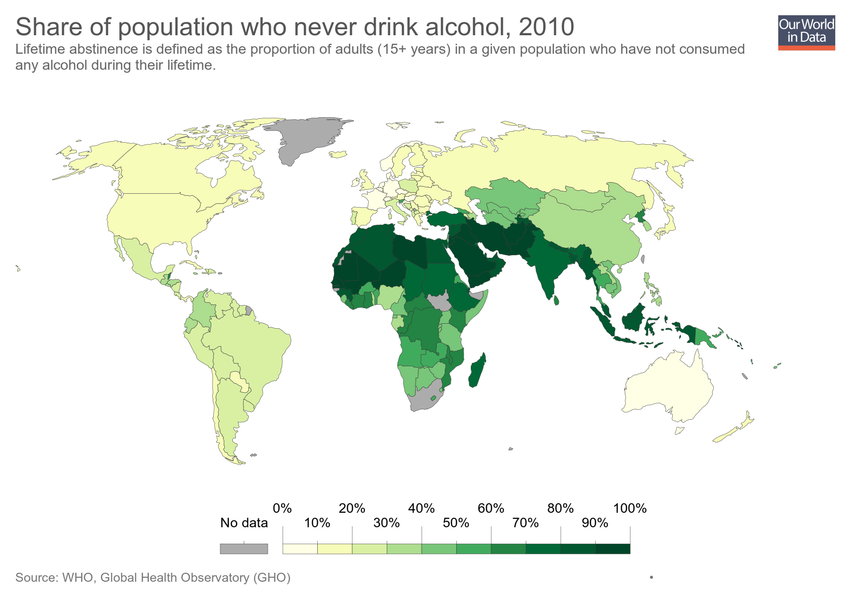 Share of population who never drink alcohol, 2010
Our World
in Data
Lifetime abstinence is defined as the proportion of adults (15+ years) in a given population who have not consumed
any alcohol during their lifetime.
0% 20% 40% 60% 80% 100%
No data 10% 30% 50% 70% 90%
Source: WHO, Global Health Observatory (GHO)